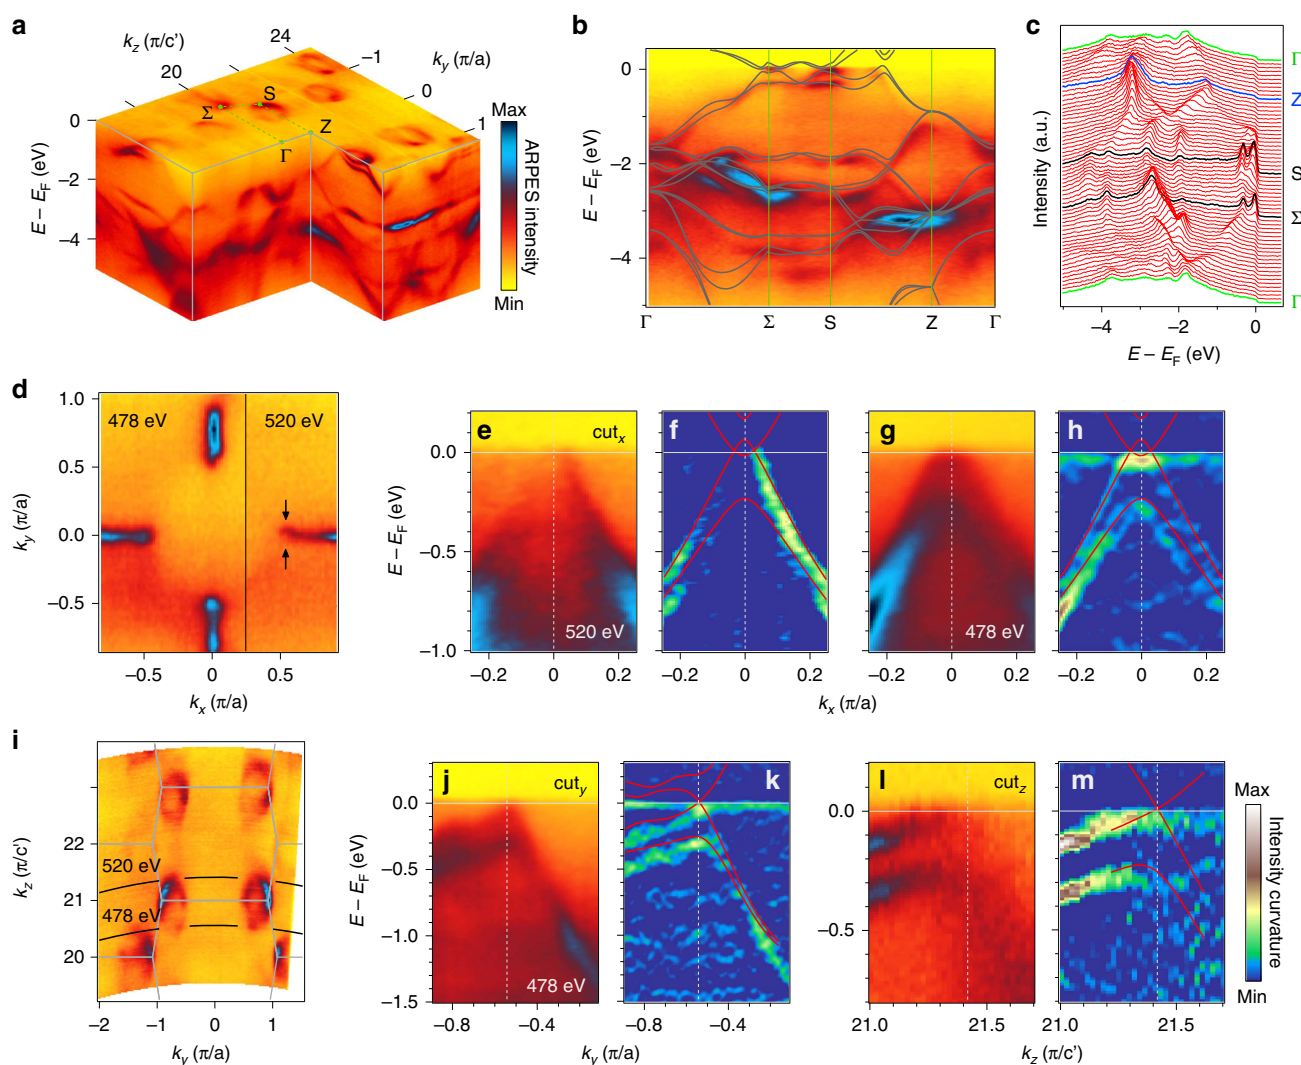 a
k_z (π/c')
20
24
−1
k_y (π/a)
0
1
S
Σ
Z
Γ
0
−2
−4
E − E_F (eV)
Max
ARPES intensity
Min
b
E − E_F (eV)
0
−2
−4
Γ
Σ
S
Z
Γ
c
Intensity (a.u.)
Γ
Z
S
Σ
Γ
−4
−2
0
E − E_F (eV)
d
478 eV
520 eV
k_y (π/a)
1.0
0.5
0.0
−0.5
−0.5
0.0
0.5
k_x (π/a)
e
cut_x
520 eV
f
g
478 eV
h
E − E_F (eV)
0.0
−0.5
−1.0
−0.2
0
0.2
−0.2
0
0.2
−0.2
0
0.2
−0.2
0
0.2
k_x (π/a)
i
520 eV
478 eV
k_z (π/c')
22
21
20
−2
−1
0
1
k_y (π/a)
j
cut_y
478 eV
k
E − E_F (eV)
0.0
−0.5
−1.0
−1.5
−0.8
−0.4
−0.8
−0.4
k_y (π/a)
l
cut_z
m
0.0
−0.5
21.0
21.5
21.0
21.5
k_z (π/c')
Max
Intensity curvature
Min